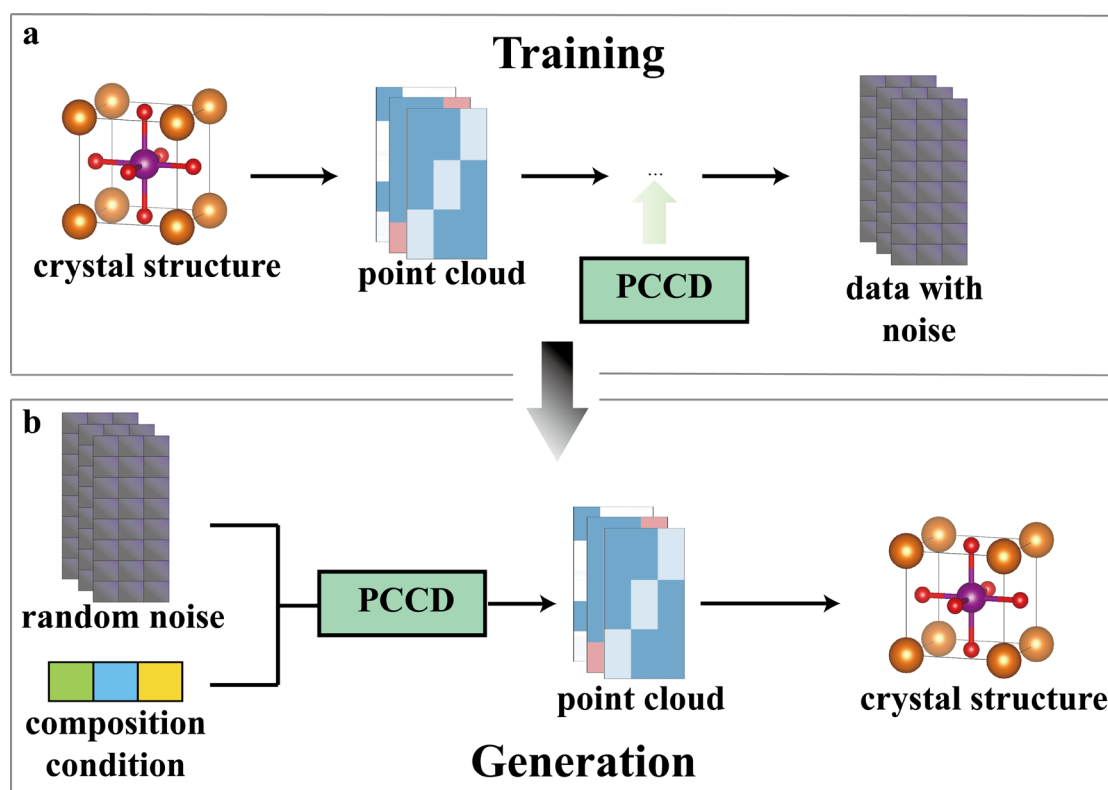 a
Training
crystal structure
point cloud
...
PCCD
data with
noise
b
random noise
composition
condition
PCCD
point cloud
crystal structure
Generation